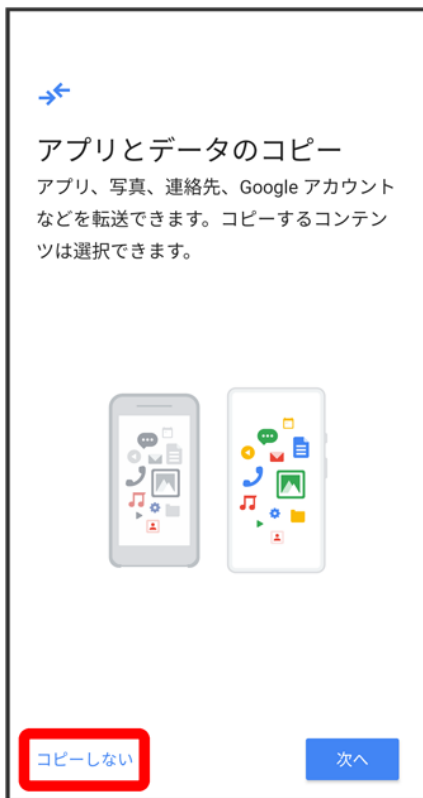 アプリとデータのコピー
アプリ、写真、連絡先、Google アカウント
などを転送できます。コピーするコンテン
ツは選択できます。
コピーしない
次へ